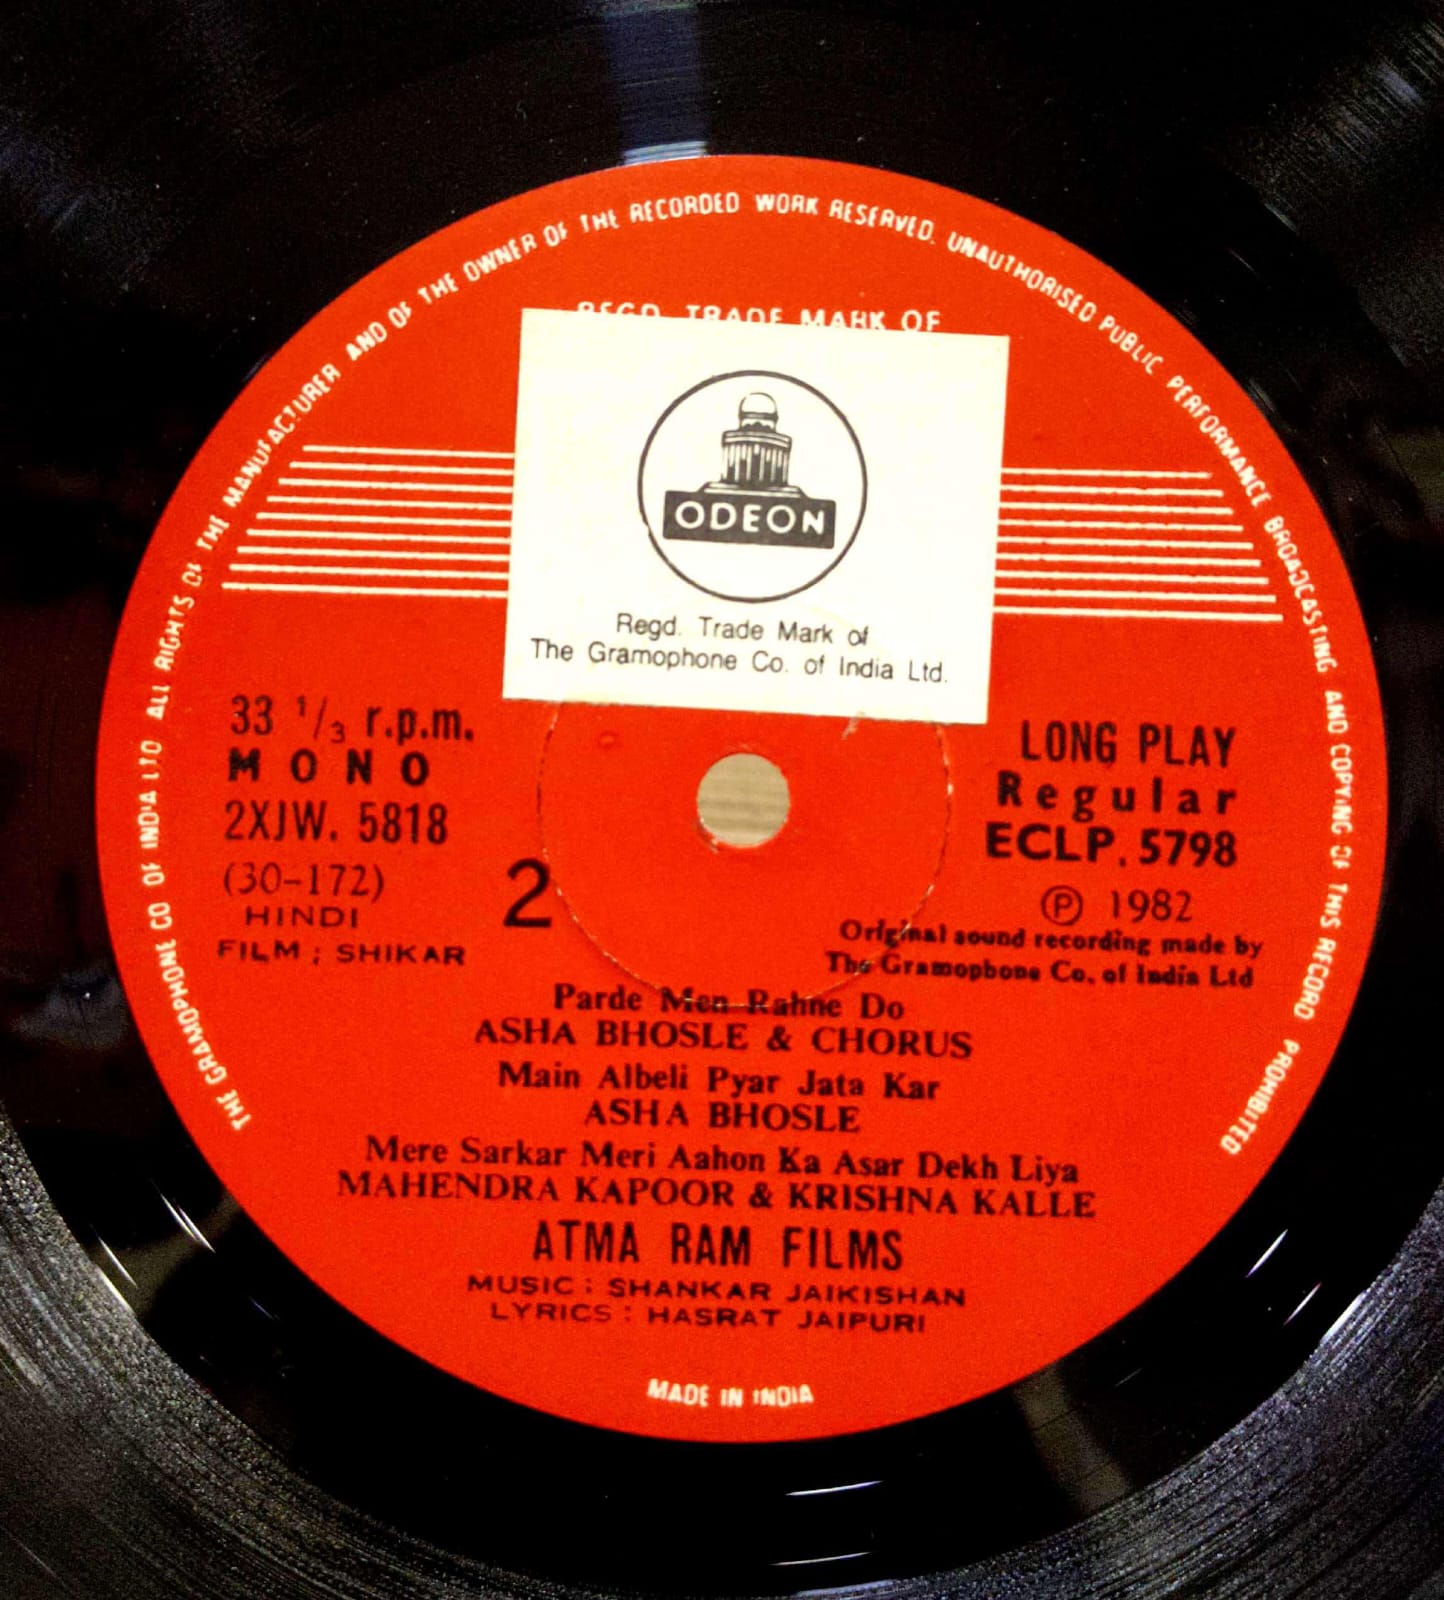 THE GRAMOPHONE CO OF INDIA LTD ALL RIGHTS OF THE MANUFACTURER AND OF THE OWNER OF THE RECORDED WORK RESERVED. UNAUTHORISED PUBLIC PERFORMANCE BROADCASTING AND COPYING OF THIS RECORD PROHIBITED
REGD. TRADE MARK OF
ODEON
Regd. Trade Mark of
The Gramophone Co. of India Ltd.
33 1/3 r.p.m.
MONO
2XJW. 5818
(30-172)
HINDI
FILM : SHIKAR
2
LONG PLAY
Regular
ECLP. 5798
℗ 1982
Original sound recording made by
The Gramophone Co. of India Ltd
Parde Men Rahne Do
ASHA BHOSLE & CHORUS
Main Albeli Pyar Jata Kar
ASHA BHOSLE
Mere Sarkar Meri Aahon Ka Asar Dekh Liya
MAHENDRA KAPOOR & KRISHNA KALLE
ATMA RAM FILMS
MUSIC : SHANKAR JAIKISHAN
LYRICS : HASRAT JAIPURI
MADE IN INDIA